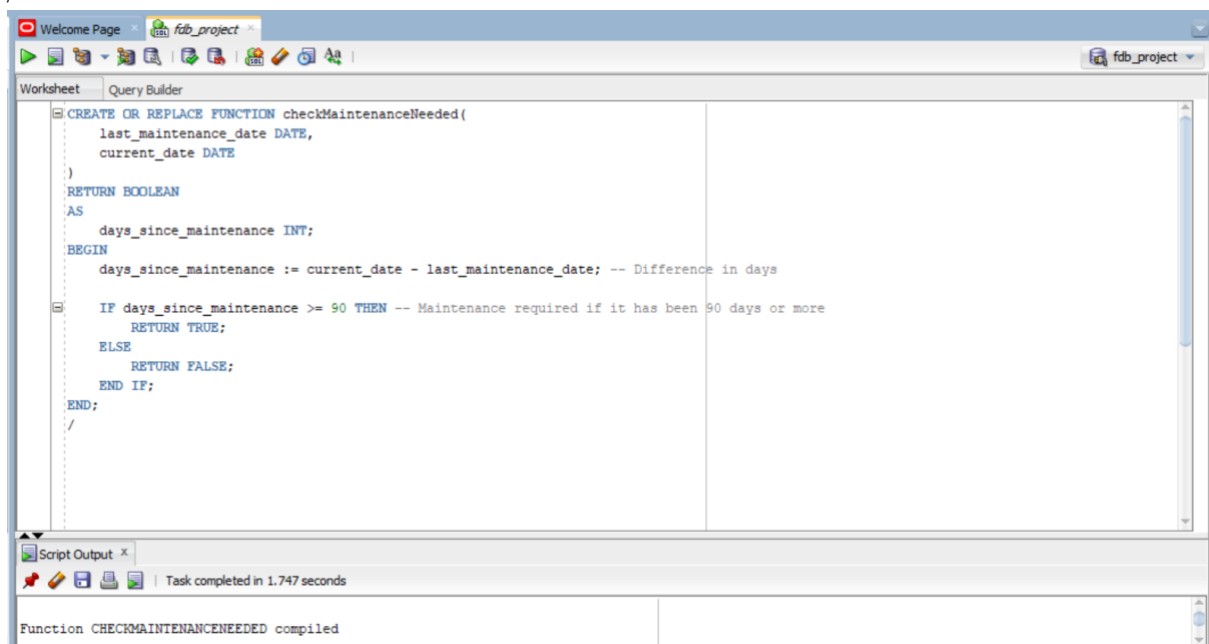 Welcome Page fdb_project
fdb_project
Worksheet Query Builder
CREATE OR REPLACE FUNCTION checkMaintenanceNeeded(
last_maintenance_date DATE,
current_date DATE
)
RETURN BOOLEAN
AS
days_since_maintenance INT;
BEGIN
days_since_maintenance := current_date - last_maintenance_date; -- Difference in days
IF days_since_maintenance >= 90 THEN -- Maintenance required if it has been 90 days or more
RETURN TRUE;
ELSE
RETURN FALSE;
END IF;
END;
/
Script Output x
Task completed in 1.747 seconds
Function CHECKMAINTENANCENEEDED compiled